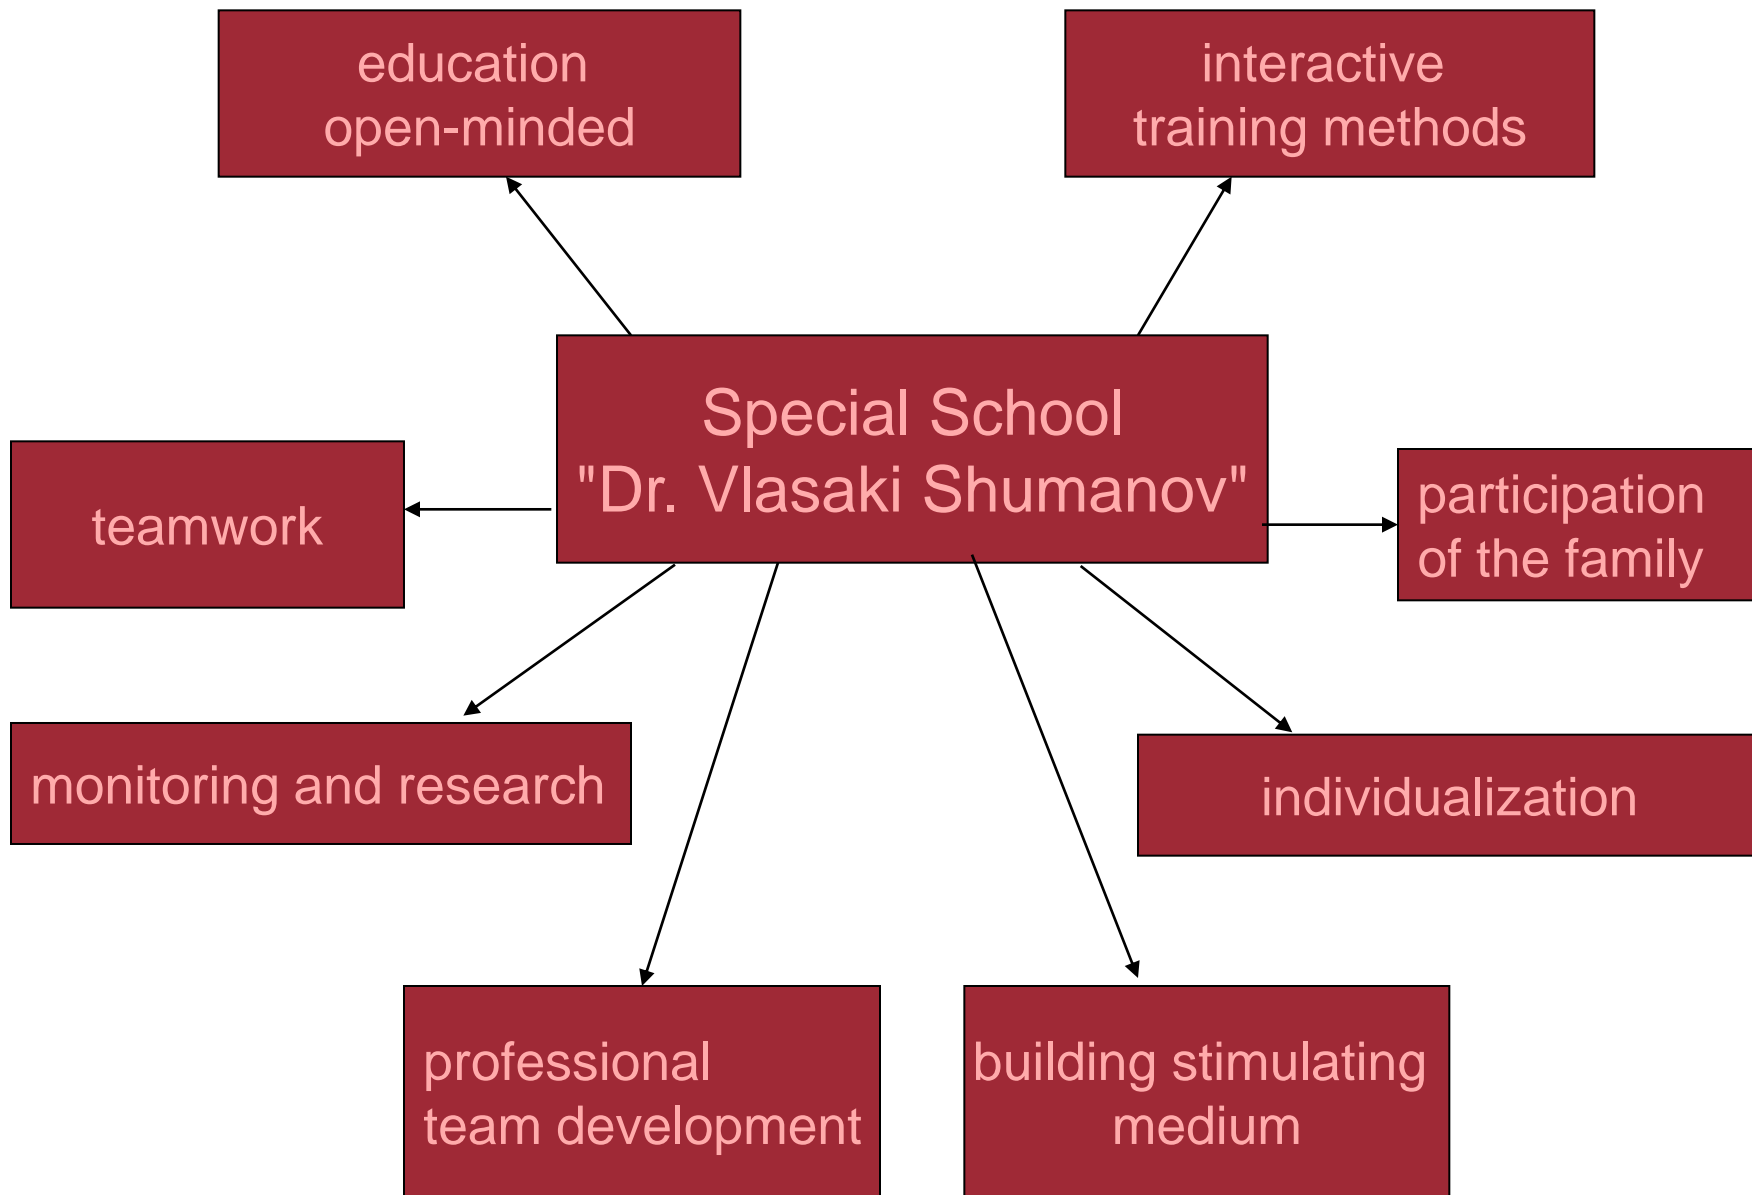 education
open-minded
interactive
training methods
Special School
"Dr. Vlasaki Shumanov"
teamwork
participation
of the family
monitoring and research
individualization
professional
team development
building stimulating
medium